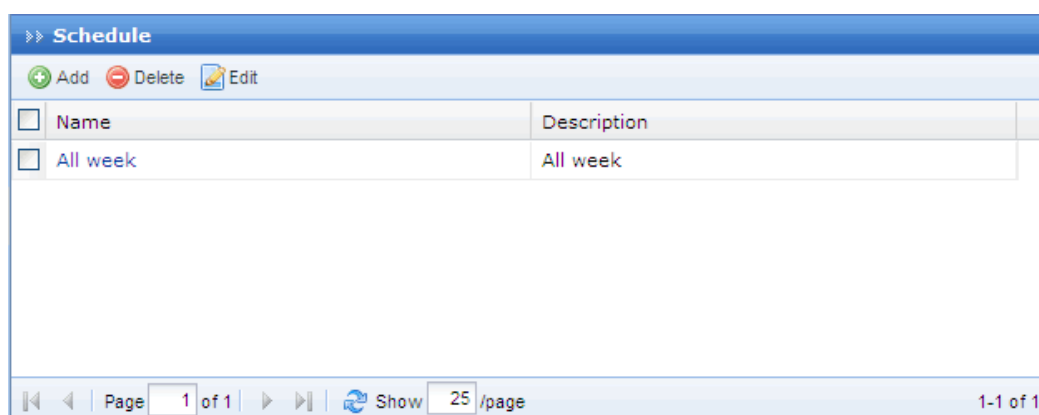 Schedule
Add Delete Edit
Name Description
All week All week
Page 1 of 1 Show 25 /page 1-1 of 1